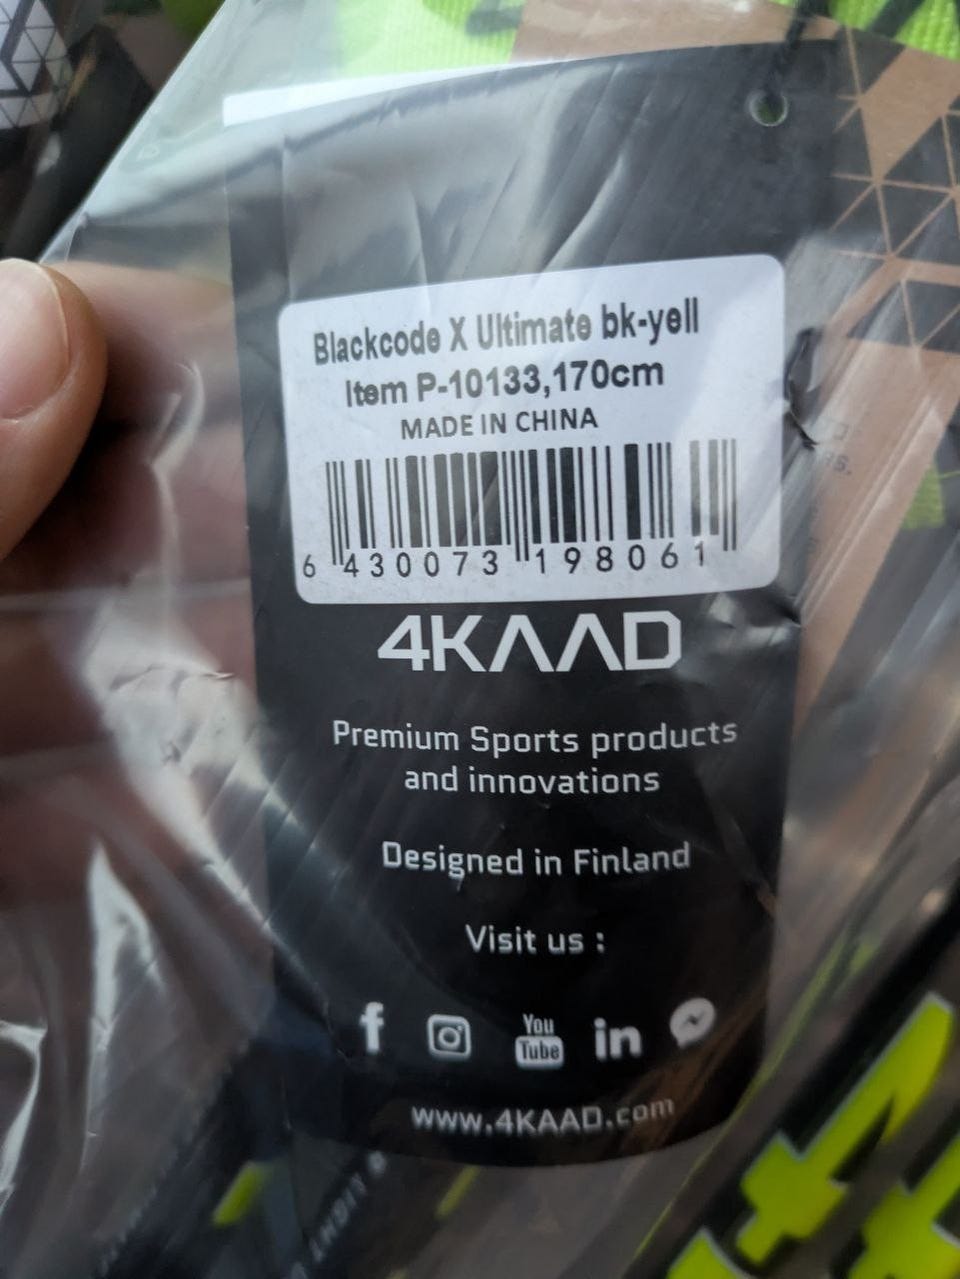 Blackcode X Ultimate bk-yell
Item P-10133,170cm
MADE IN CHINA
6 430073 198061
4KAAD
Premium Sports products
and innovations
Designed in Finland
Visit us :
f
You
Tube
in
www.4KAAD.com